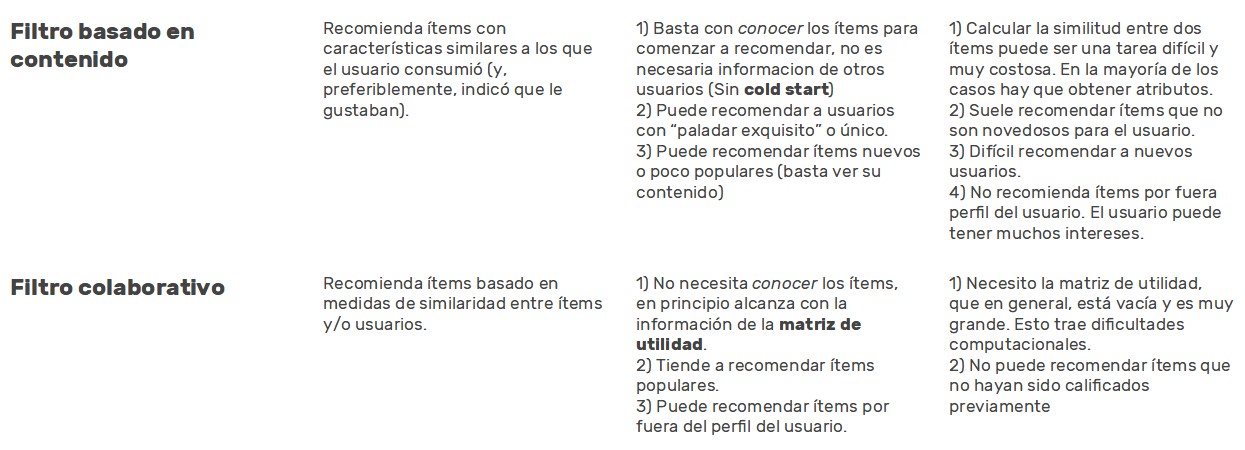 Filtro basado en
contenido
Recomienda ítems con
características similares a los que
el usuario consumió (y,
preferiblemente, indicó que le
gustaban).
1) Basta con conocer los ítems para
comenzar a recomendar, no es
necesaria informacion de otros
usuarios (Sin cold start)
2) Puede recomendar a usuarios
con “paladar exquisito” o único.
3) Puede recomendar ítems nuevos
o poco populares (basta ver su
contenido)
1) Calcular la similitud entre dos
ítems puede ser una tarea difícil y
muy costosa. En la mayoría de los
casos hay que obtener atributos.
2) Suele recomendar ítems que no
son novedosos para el usuario.
3) Difícil recomendar a nuevos
usuarios.
4) No recomienda ítems por fuera
perfil del usuario. El usuario puede
tener muchos intereses.
Filtro colaborativo
Recomienda ítems basado en
medidas de similaridad entre ítems
y/o usuarios.
1) No necesita conocer los ítems,
en principio alcanza con la
información de la matriz de
utilidad.
2) Tiende a recomendar ítems
populares.
3) Puede recomendar ítems por
fuera del perfil del usuario.
1) Necesito la matriz de utilidad,
que en general, está vacía y es muy
grande. Esto trae dificultades
computacionales.
2) No puede recomendar ítems que
no hayan sido calificados
previamente